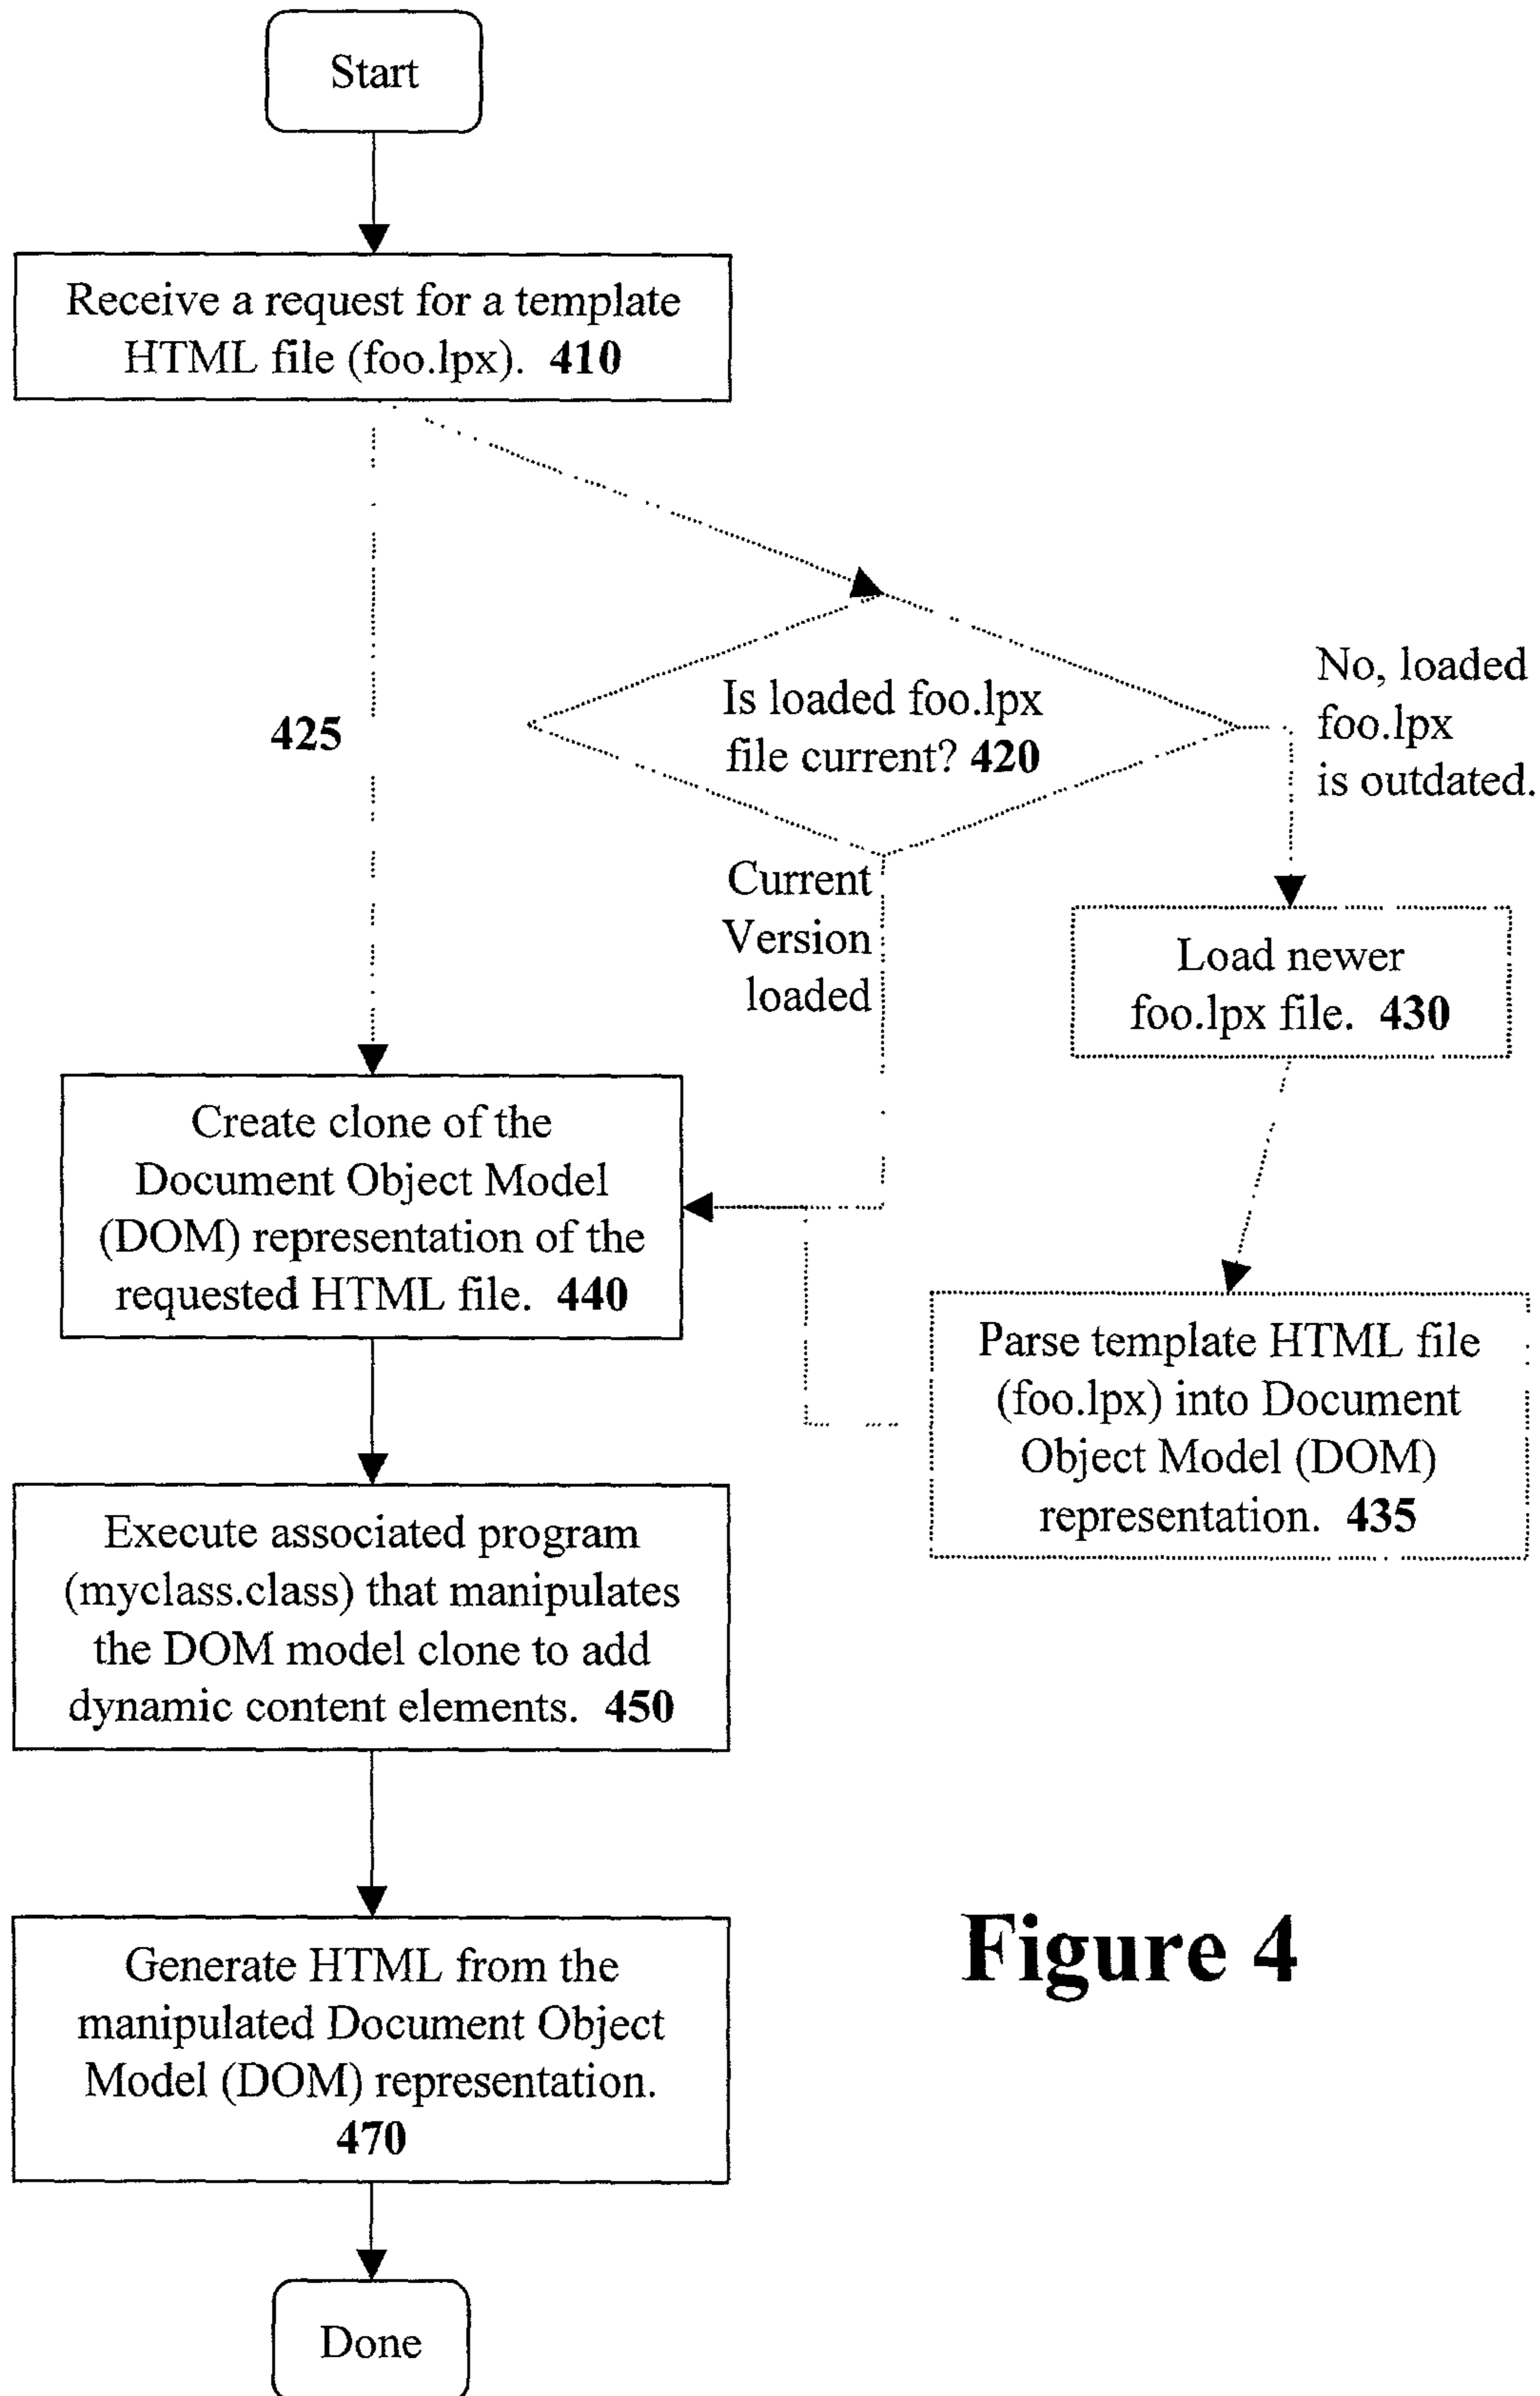 Start
Receive a request for a template
HTML file (foo.lpx). 410
425
Is loaded foo.lpx
file current? 420
No, loaded
foo.lpx
is outdated.
Current
Version
loaded
Load newer
foo.lpx file. 430
Create clone of the
Document Object Model
(DOM) representation of the
requested HTML file. 440
Parse template HTML file
(foo.lpx) into Document
Object Model (DOM)
representation. 435
Execute associated program
(myclass.class) that manipulates
the DOM model clone to add
dynamic content elements. 450
Generate HTML from the
manipulated Document Object
Model (DOM) representation.
470
Figure 4
Done